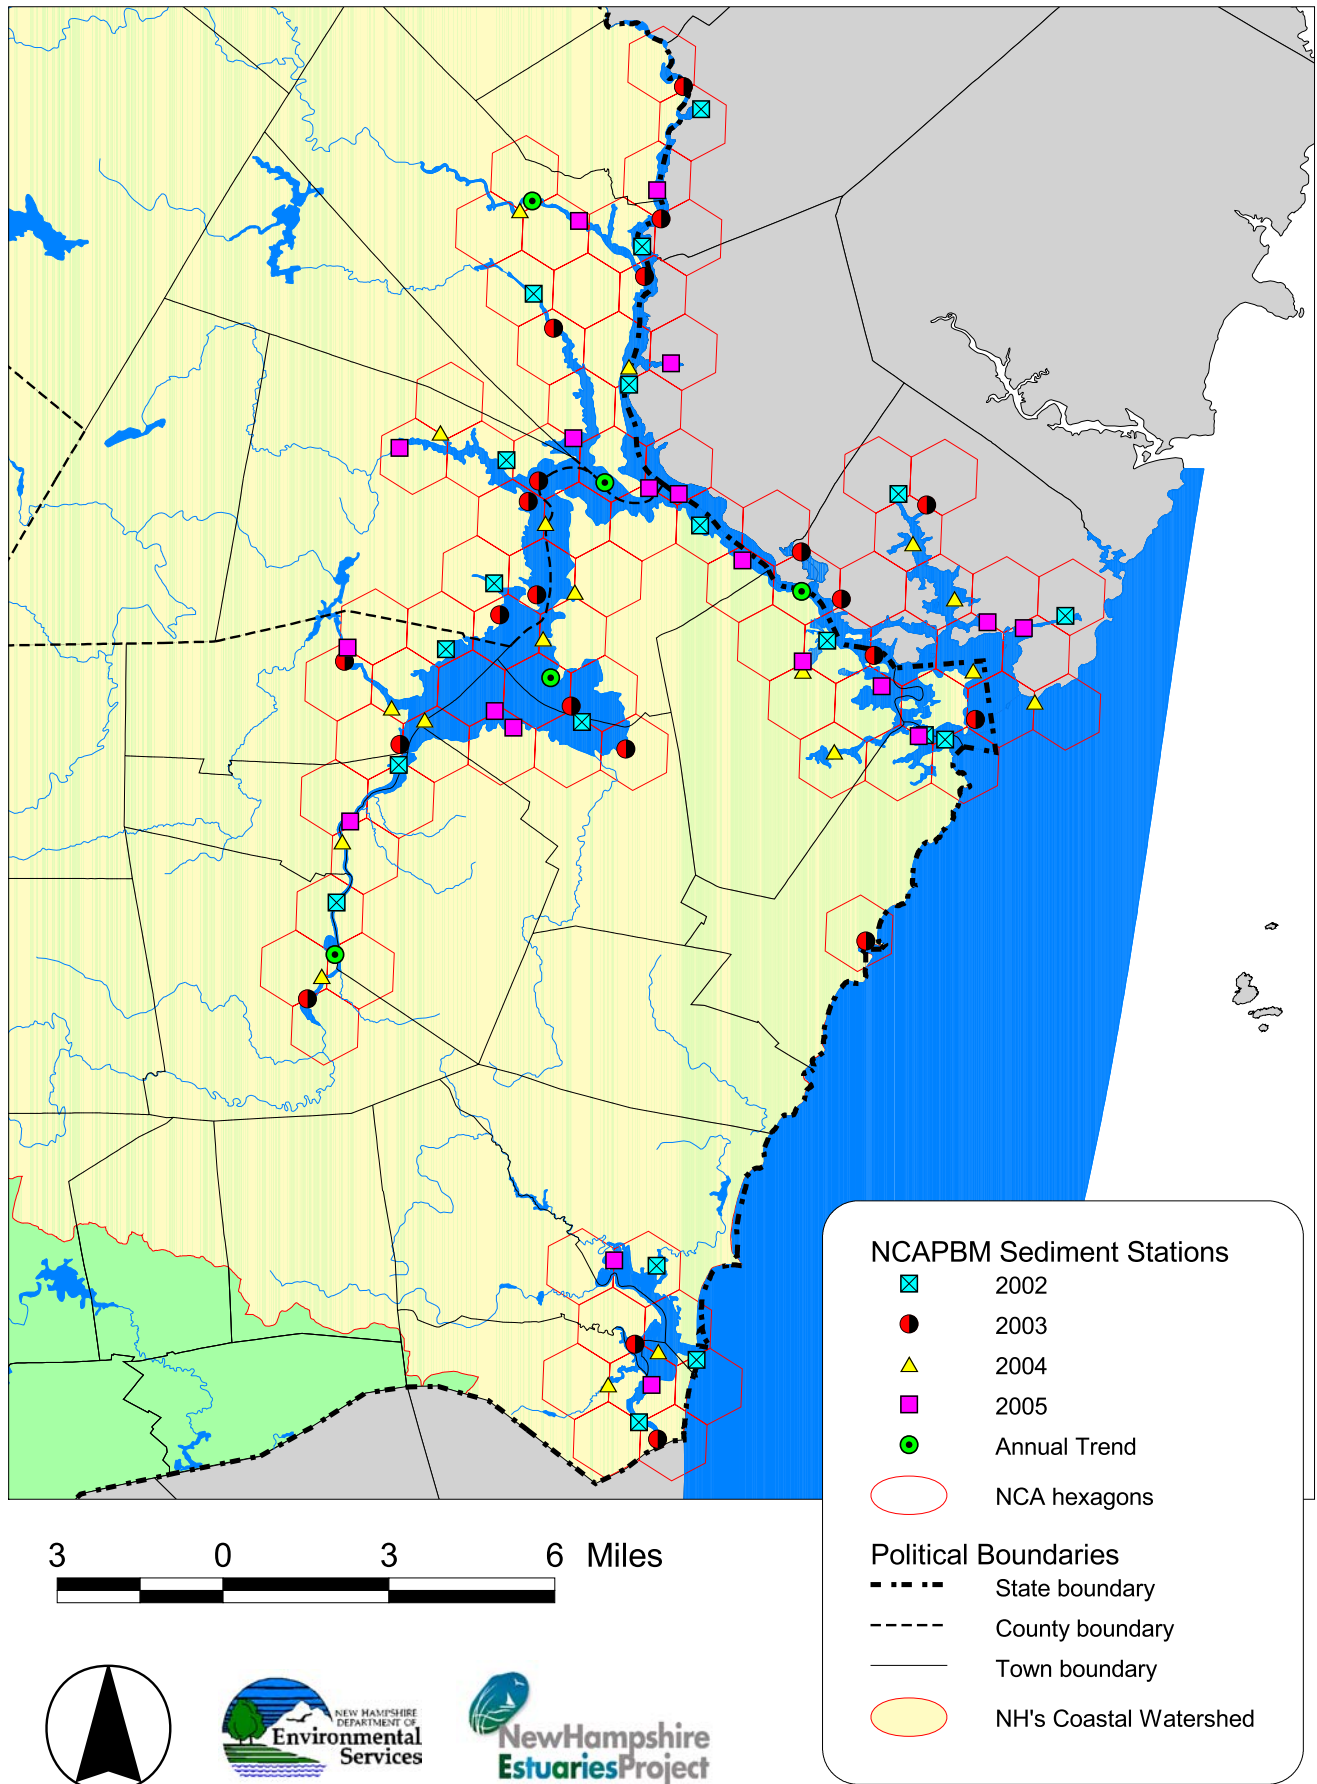 NCAPBM Sediment Stations
2002
2003
2004
2005
Annual Trend
NCA hexagons
Political Boundaries
State boundary
County boundary
Town boundary
NH's Coastal Watershed
3 0 3 6 Miles
NEW HAMPSHIRE
DEPARTMENT OF
Environmental
Services
NewHampshire
EstuariesProject